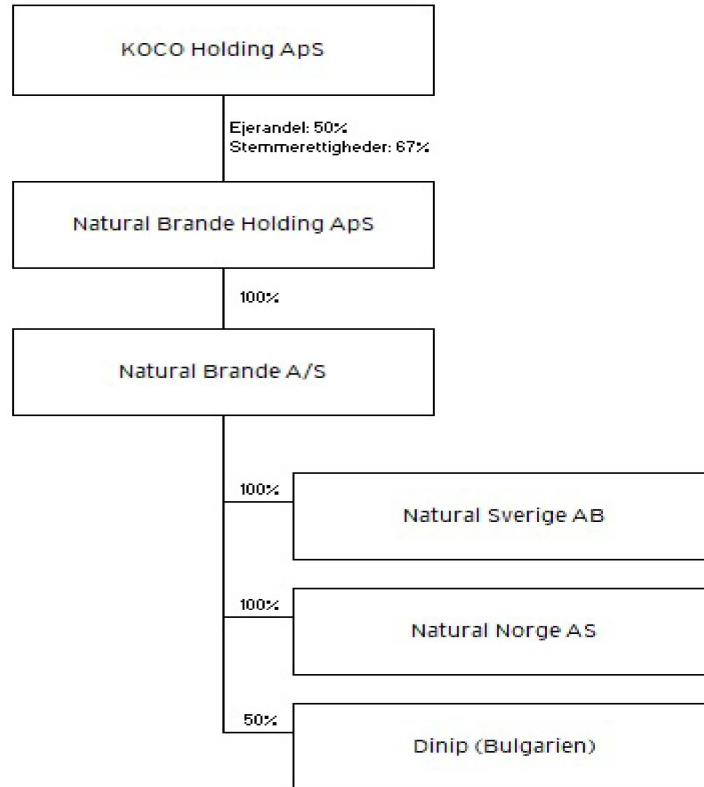 KOCO Holding ApS
Ejerandel: 50%
Stemmerettigheder: 67%
Natural Brande Holding ApS
100%
Natural Brande A/S
100%
Natural Sverige AB
100%
Natural Norge AS
50%
Dinip (Bulgarien)